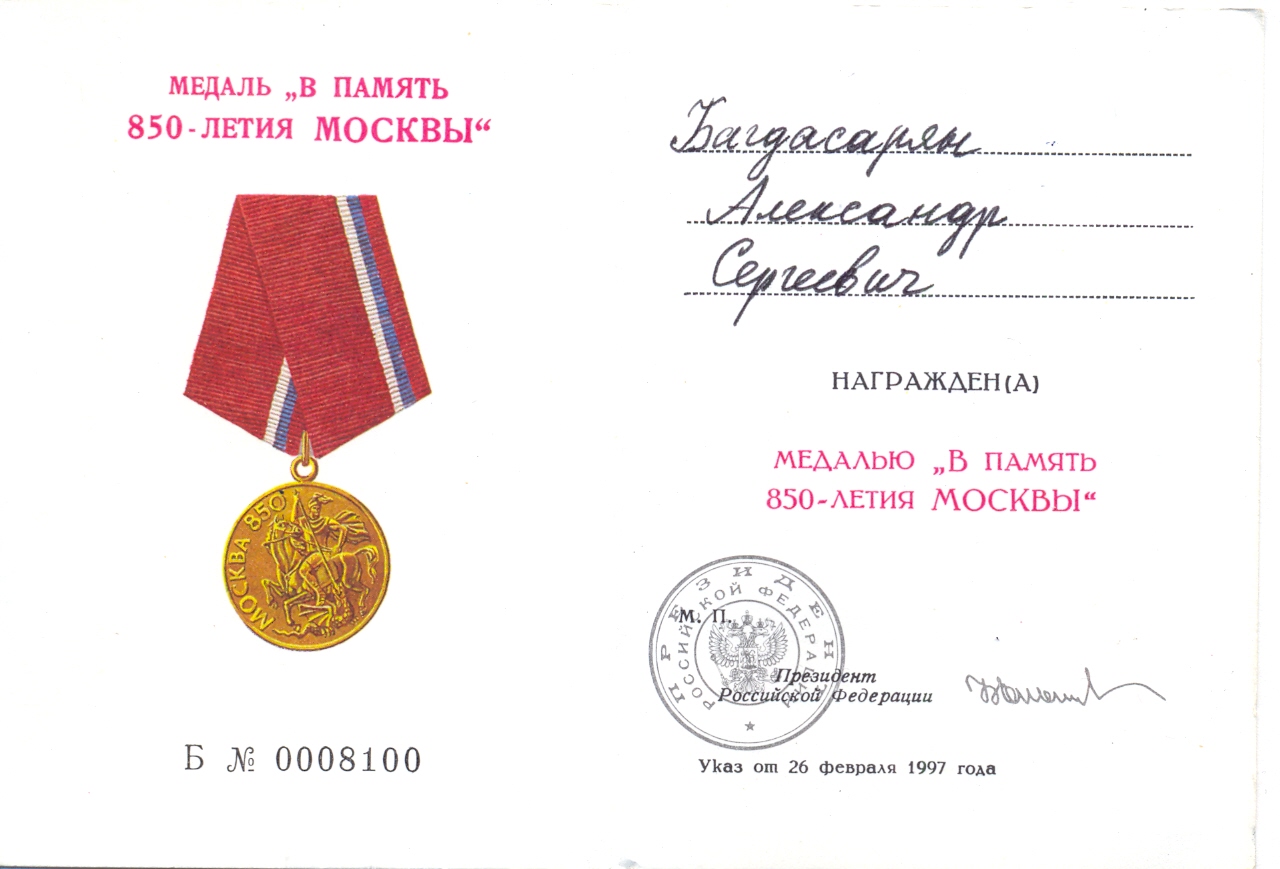 МЕДАЛЬ „В ПАМЯТЬ
850-ЛЕТИЯ МОСКВЫ“
МОСКВА 850
Б № 0008100
Багдасарян
Александр
Сергеевич
НАГРАЖДЕН(А)
МЕДАЛЬЮ „В ПАМЯТЬ
850-ЛЕТИЯ МОСКВЫ“
ПРЕЗИДЕНТ
РОССИЙСКОЙ ФЕДЕРАЦИИ
М. П.
Президент
Российской Федерации
Указ от 26 февраля 1997 года